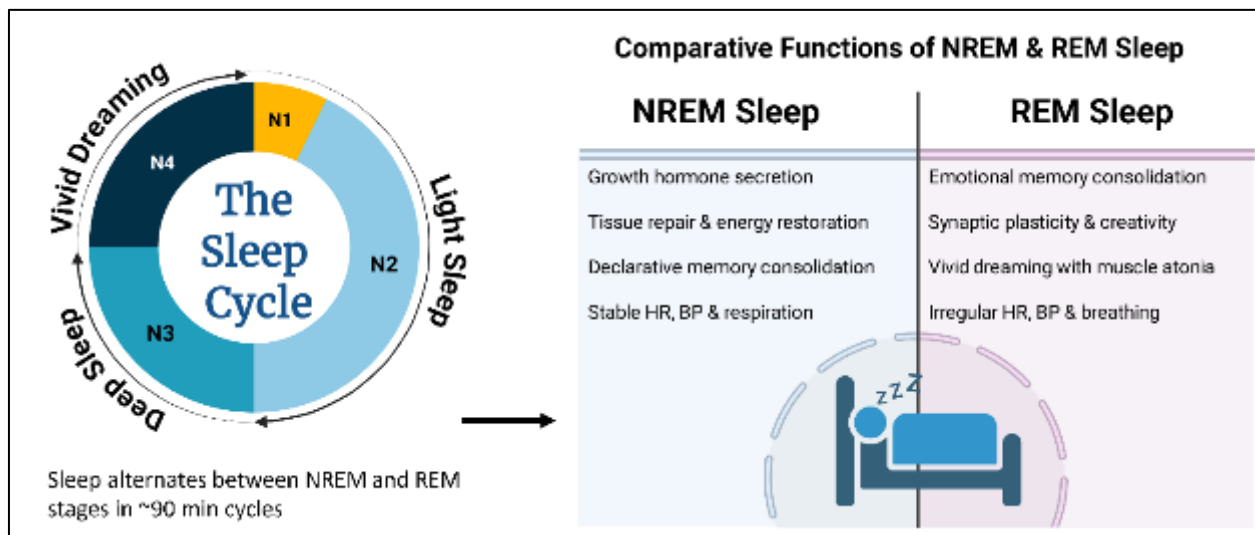 Vivid Dreaming
Deep Sleep
Light Sleep
N1
N2
N3
N4
The
Sleep
Cycle
Sleep alternates between NREM and REM
stages in ~90 min cycles
Comparative Functions of NREM & REM Sleep
NREM Sleep
Growth hormone secretion
Tissue repair & energy restoration
Declarative memory consolidation
Stable HR, BP & respiration
REM Sleep
Emotional memory consolidation
Synaptic plasticity & creativity
Vivid dreaming with muscle atonia
Irregular HR, BP & breathing
z z Z